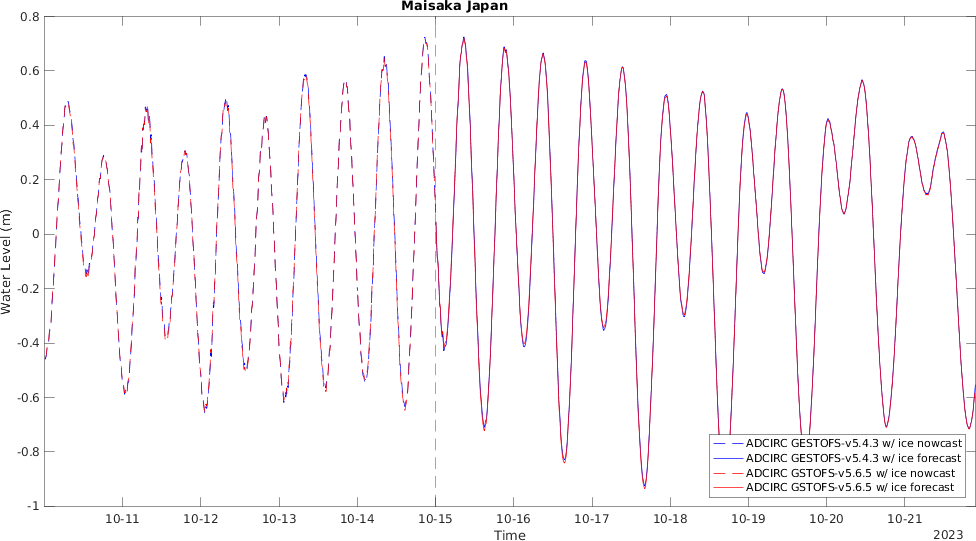 Maisaka Japan
0.8
0.6
0.4
0.2
0
-0.2
-0.4
-0.6
-0.8
-1
Water Level (m)
ADCIRC GESTOFS-v5.4.3 w/ ice nowcast
ADCIRC GESTOFS-v5.4.3 w/ ice forecast
ADCIRC GSTOFS-v5.6.5 w/ ice nowcast
ADCIRC GSTOFS-v5.6.5 w/ ice forecast
10-11 10-12 10-13 10-14 10-15 10-16 10-17 10-18 10-19 10-20 10-21
Time
2023